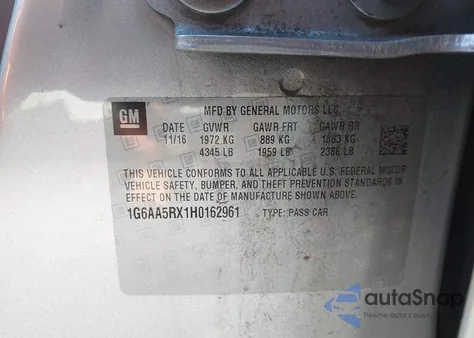 GM
MFD BY GENERAL MOTORS LLC
DATE GVWR GAWR FRT GAWR RR
11/16 1972 KG 889 KG 1083 KG
4345 LB 1959 LB 2386 LB
THIS VEHICLE CONFORMS TO ALL APPLICABLE U.S. FEDERAL MOTOR
VEHICLE SAFETY, BUMPER, AND THEFT PREVENTION STANDARDS IN
EFFECT ON THE DATE OF MANUFACTURE SHOWN ABOVE.
1G6AA5RX1H0162961 TYPE: PASS CAR
autaSnap